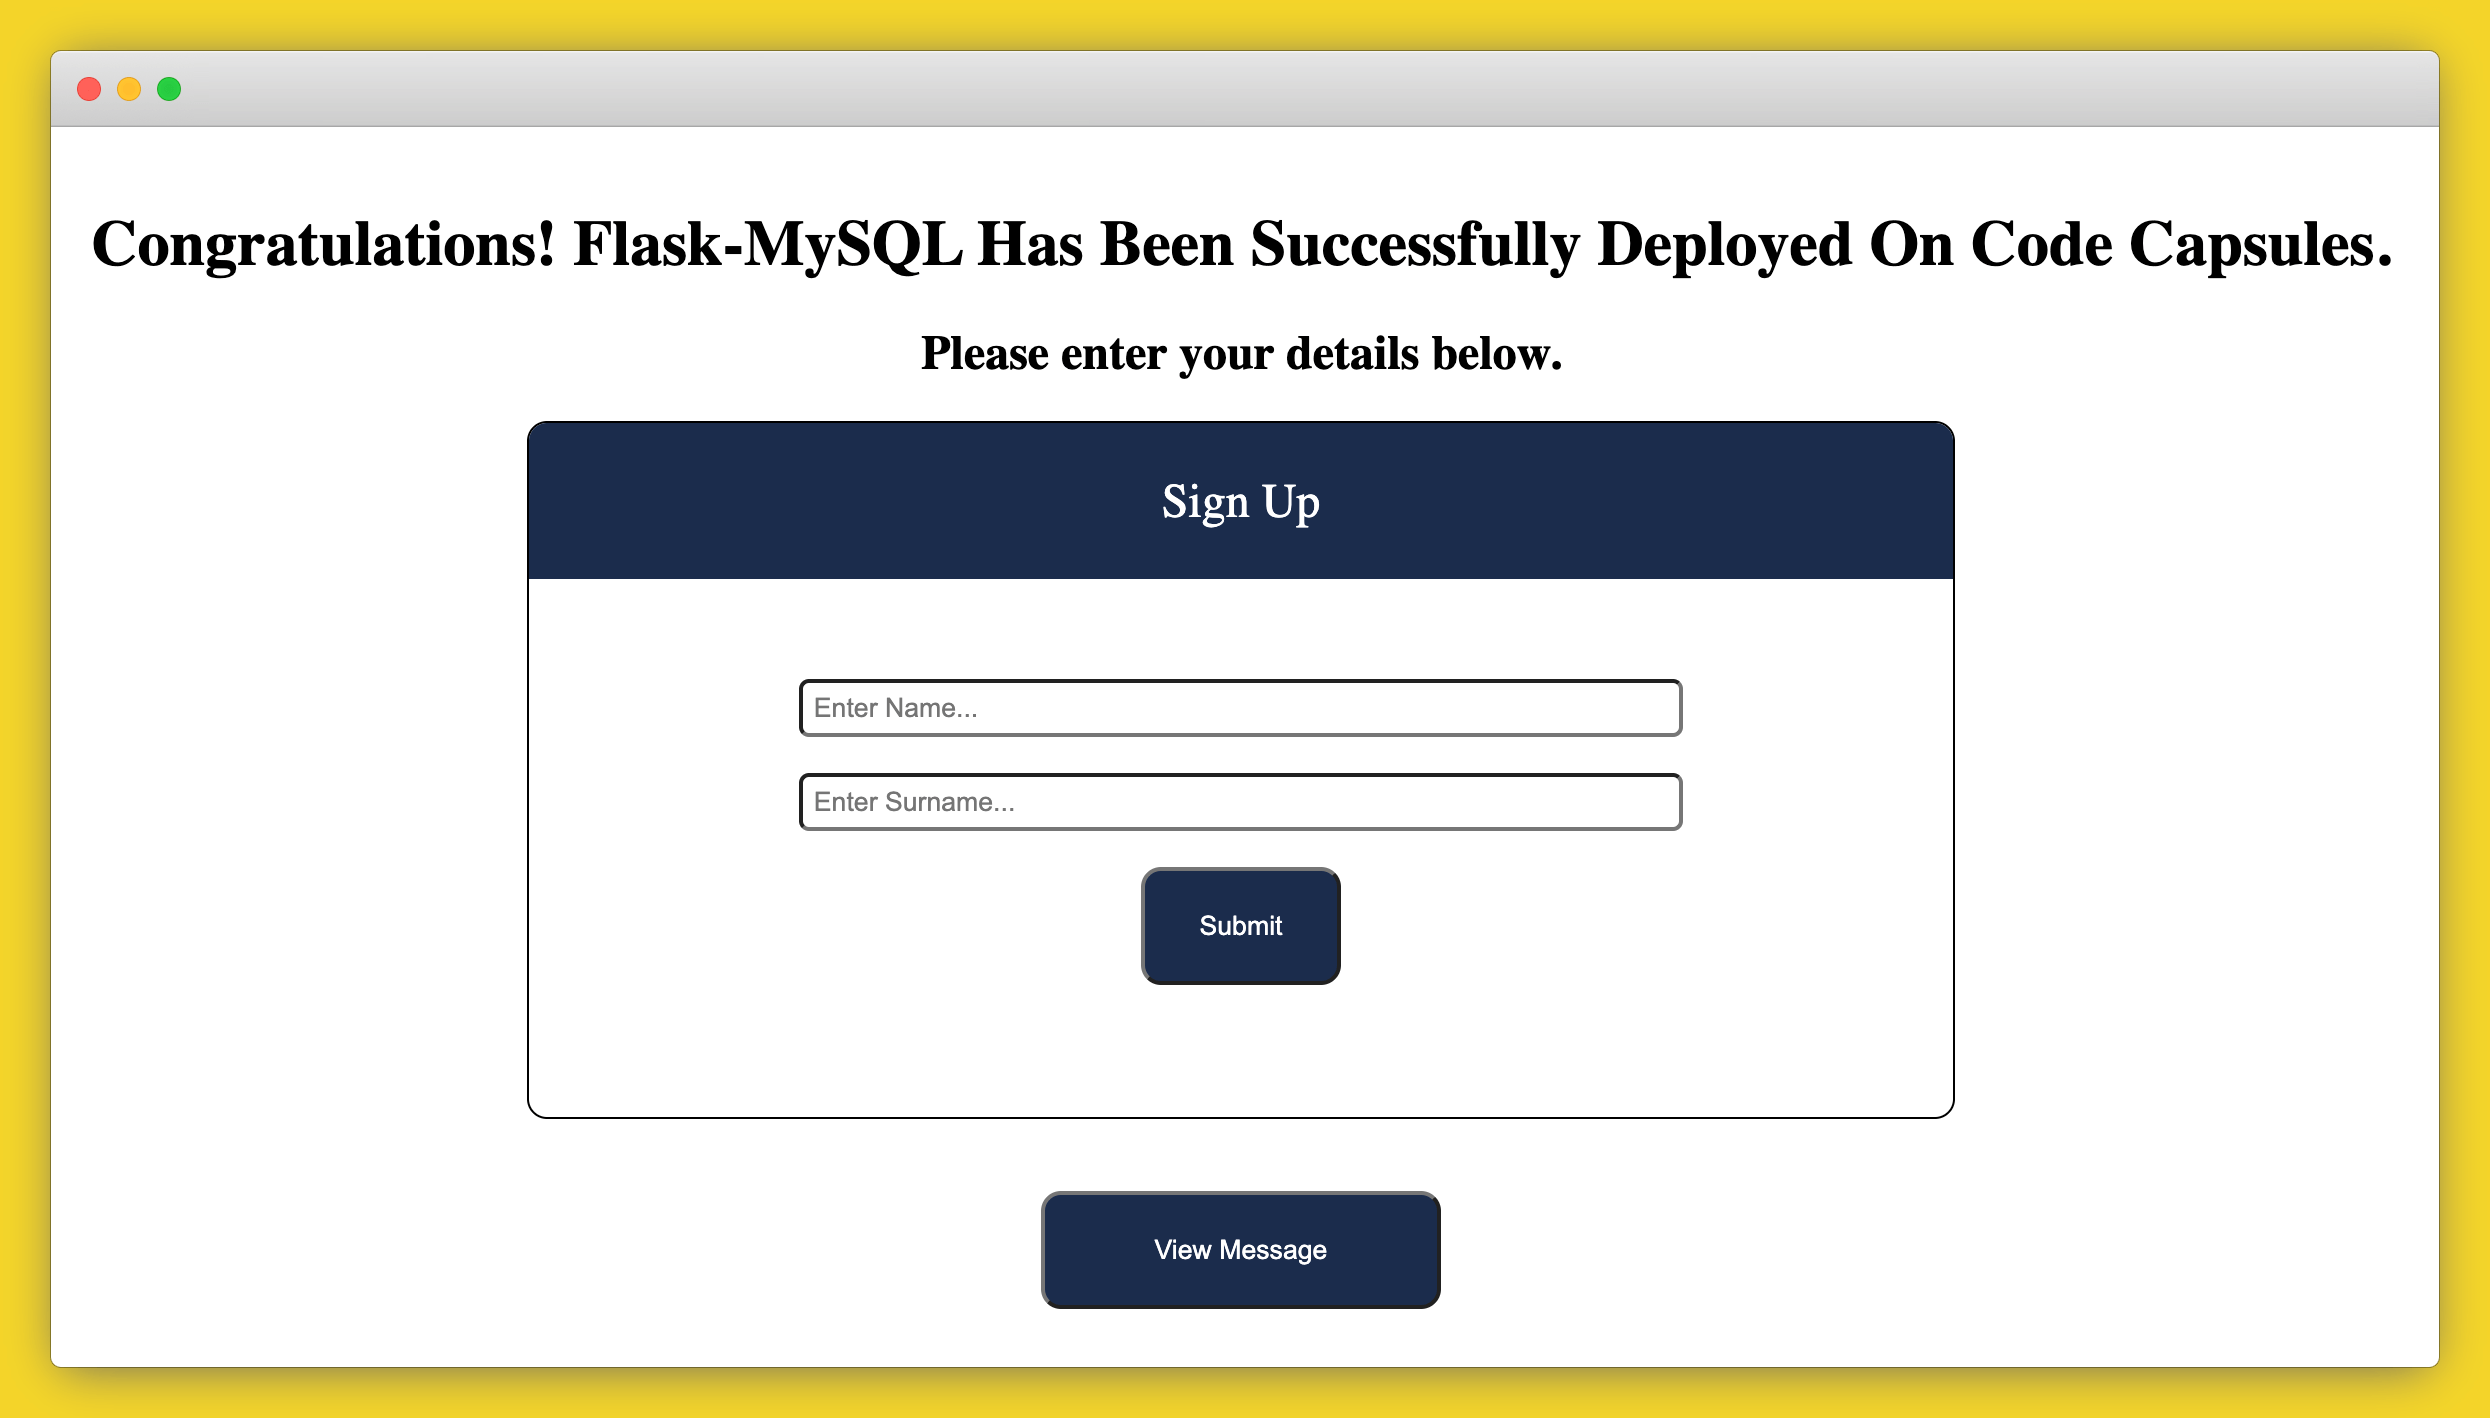 Congratulations! Flask-MySQL Has Been Successfully Deployed On Code Capsules.
Please enter your details below.
Sign Up
Enter Name...
Enter Surname...
Submit
View Message